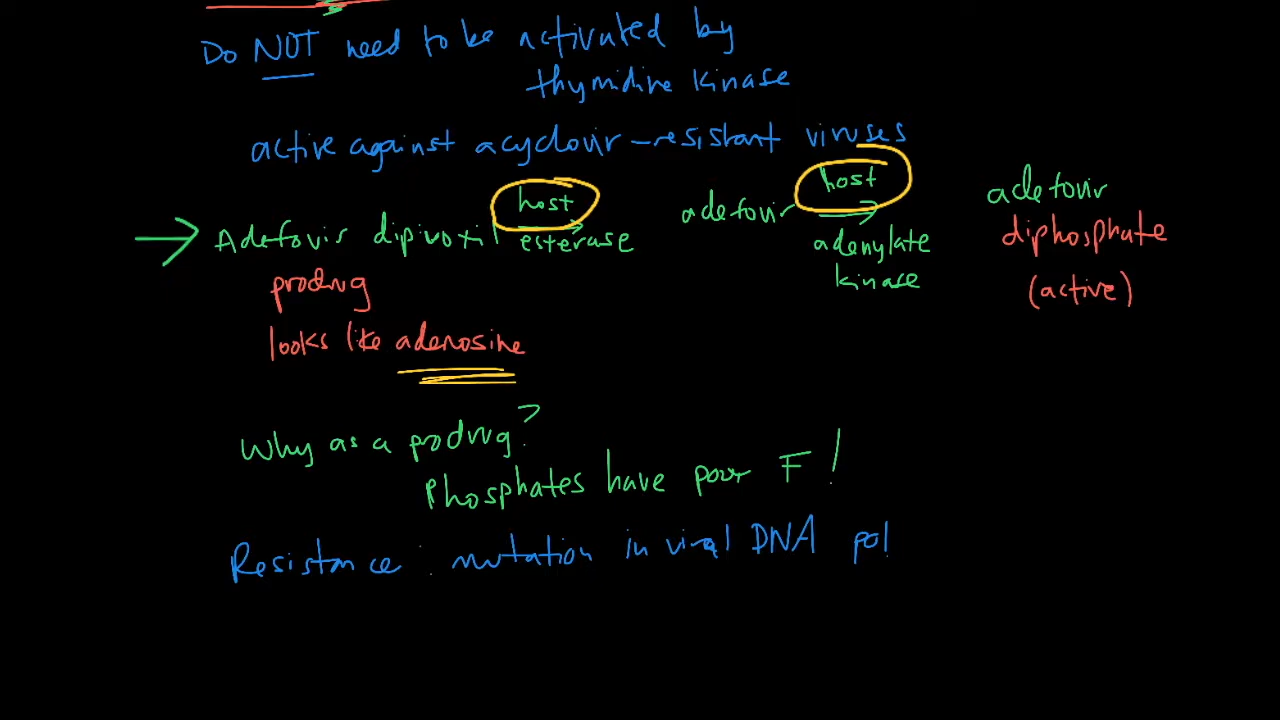 Do NOT need to be activated by
thymidine kinase
active against acyclovir-resistant viruses
Adefovir dipivoxil host esterase adefovir host adenylate kinase adefovir diphosphate (active)
prodrug
looks like adenosine
Why as a prodrug?
Phosphates have poor F!
Resistance: mutation in viral DNA pol